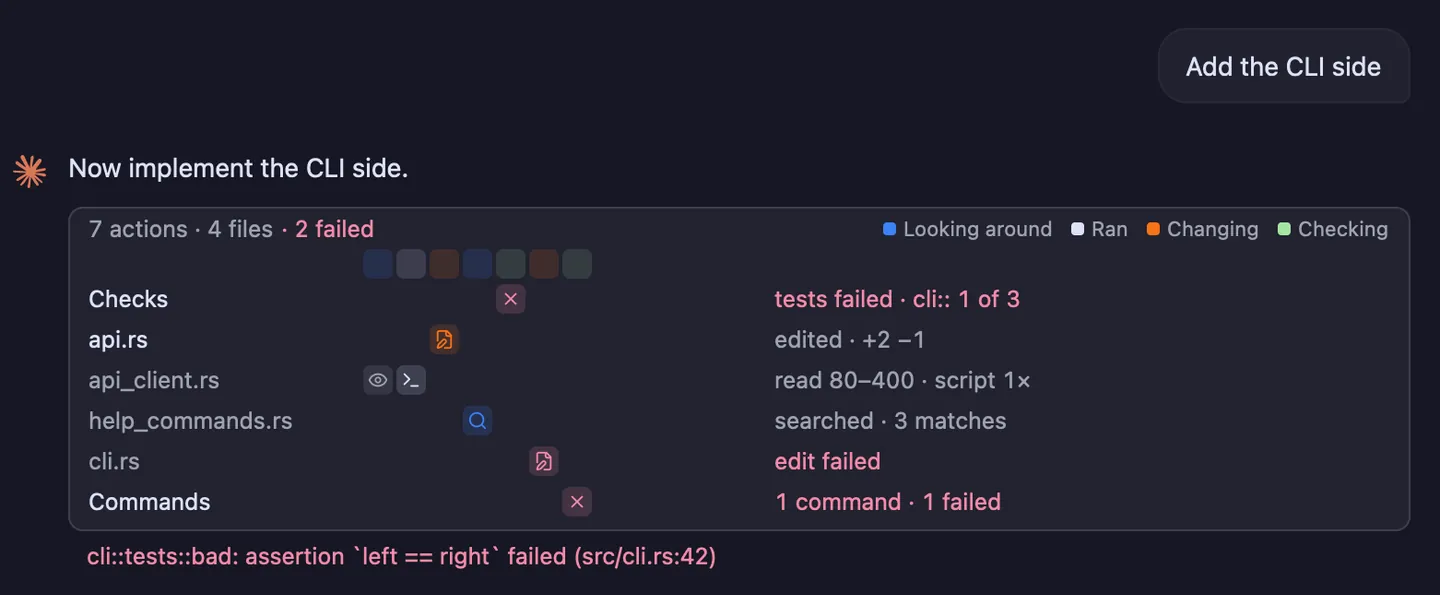 Add the CLI side
Now implement the CLI side.
7 actions · 4 files · 2 failed
Looking around Ran Changing Checking
Checks tests failed · cli:: 1 of 3
api.rs edited · +2 −1
api_client.rs read 80–400 · script 1×
help_commands.rs searched · 3 matches
cli.rs edit failed
Commands 1 command · 1 failed
cli::tests::bad: assertion `left == right` failed (src/cli.rs:42)